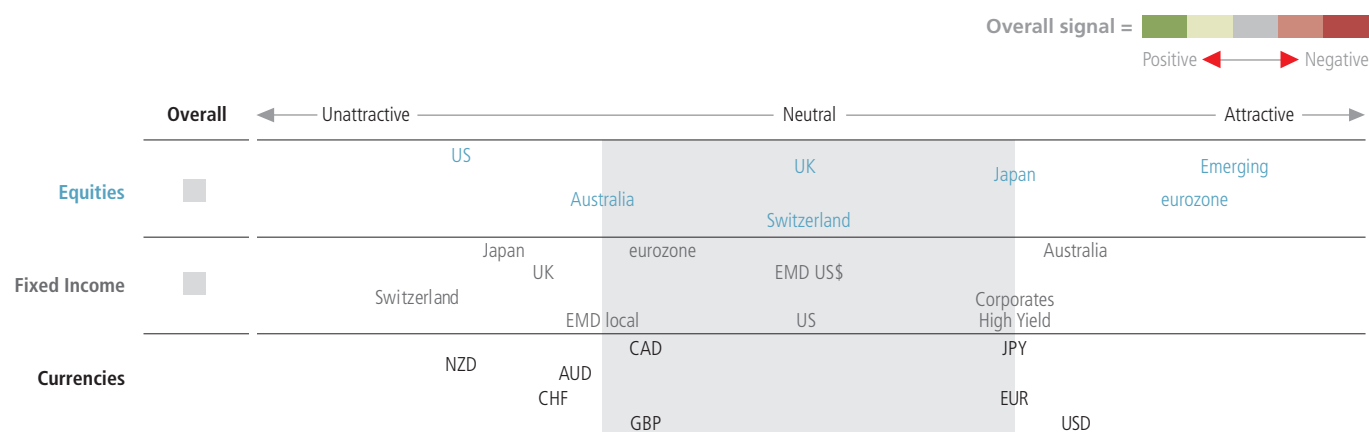 Overall signal =
Positive Negative
Overall Unattractive Neutral Attractive
US
UK
Emerging
Japan
Equities
Australia eurozone
Switzerland
Japan eurozone Australia
UK EMD US$
Fixed Income
Switzerland Corporates
EMD local US High Yield
CAD JPY
NZD
AUD
Currencies
CHF EUR
GBP USD